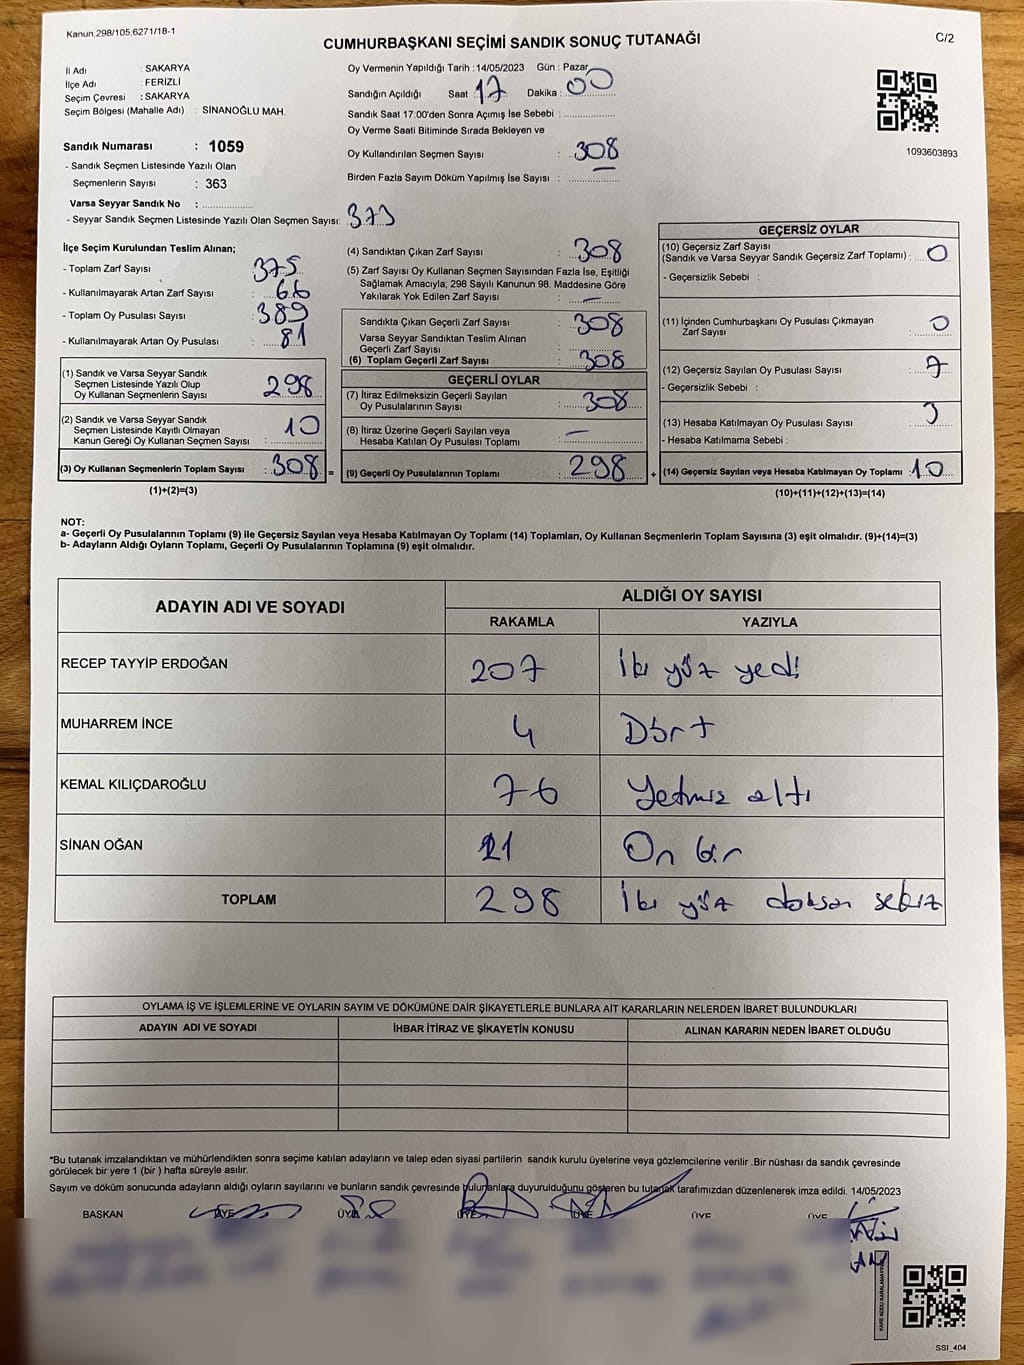 Kanun.298/105,6271/18-1
CUMHURBAŞKANI SEÇİMİ SANDIK SONUÇ TUTANAĞI
C/2
İl Adı : SAKARYA
İlçe Adı : FERİZLİ
Seçim Çevresi : SAKARYA
Seçim Bölgesi (Mahalle Adı) : SİNANOĞLU MAH.
Oy Vermenin Yapıldığı Tarih : 14/05/2023 Gün : Pazar
Sandığın Açıldığı Saat : 17 Dakika : 00
Sandık Saat 17:00'den Sonra Açımış İse Sebebi :
Oy Verme Saati Bitiminde Sırada Bekleyen ve
Oy Kullandırılan Seçmen Sayısı : 308
Birden Fazla Sayım Döküm Yapılmış İse Sayısı :
1093603893
Sandık Numarası : 1059
- Sandık Seçmen Listesinde Yazılı Olan
Seçmenlerin Sayısı : 363
Varsa Seyyar Sandık No :
- Seyyar Sandık Seçmen Listesinde Yazılı Olan Seçmen Sayısı: 373
İlçe Seçim Kurulundan Teslim Alınan;
- Toplam Zarf Sayısı : 375
- Kullanılmayarak Artan Zarf Sayısı : 66
- Toplam Oy Pusulası Sayısı : 389
- Kullanılmayarak Artan Oy Pusulası : 81
(1) Sandık ve Varsa Seyyar Sandık
Seçmen Listesinde Yazılı Olup
Oy Kullanan Seçmenlerin Sayısı : 298
(2) Sandık ve Varsa Seyyar Sandık
Seçmen Listesinde Kayıtlı Olmayan
Kanun Gereği Oy Kullanan Seçmen Sayısı : 10
(3) Oy Kullanan Seçmenlerin Toplam Sayısı : 308 =
(1)+(2)=(3)
(4) Sandıktan Çıkan Zarf Sayısı : 308
(5) Zarf Sayısı Oy Kullanan Seçmen Sayısından Fazla İse, Eşitliği
Sağlamak Amacıyla; 298 Sayılı Kanunun 98. Maddesine Göre
Yakılarak Yok Edilen Zarf Sayısı : –
Sandıkta Çıkan Geçerli Zarf Sayısı : 308
Varsa Seyyar Sandıktan Teslim Alınan
Geçerli Zarf Sayısı
(6) Toplam Geçerli Zarf Sayısı : 308
GEÇERLİ OYLAR
(7) İtiraz Edilmeksizin Geçerli Sayılan
Oy Pusulalarının Sayısı : 308
(8) İtiraz Üzerine Geçerli Sayılan veya
Hesaba Katılan Oy Pusulası Toplamı : –
(9) Geçerli Oy Pusulalarının Toplamı : 298 +
GEÇERSİZ OYLAR
(10) Geçersiz Zarf Sayısı
(Sandık ve Varsa Seyyar Sandık Geçersiz Zarf Toplamı) : 0
- Geçersizlik Sebebi :
(11) İçinden Cumhurbaşkanı Oy Pusulası Çıkmayan
Zarf Sayısı : 0
(12) Geçersiz Sayılan Oy Pusulası Sayısı : 7
- Geçersizlik Sebebi :
(13) Hesaba Katılmayan Oy Pusulası Sayısı : 3
- Hesaba Katılmama Sebebi :
(14) Geçersiz Sayılan veya Hesaba Katılmayan Oy Toplamı : 10
(10)+(11)+(12)+(13)=(14)
NOT:
a- Geçerli Oy Pusulalarının Toplamı (9) ile Geçersiz Sayılan veya Hesaba Katılmayan Oy Toplamı (14) Toplamları, Oy Kullanan Seçmenlerin Toplam Sayısına (3) eşit olmalıdır. (9)+(14)=(3)
b- Adayların Aldığı Oyların Toplamı, Geçerli Oy Pusulalarının Toplamına (9) eşit olmalıdır.
ADAYIN ADI VE SOYADI
ALDIĞI OY SAYISI
RAKAMLA YAZIYLA
RECEP TAYYİP ERDOĞAN 207 İki yüz yedi
MUHARREM İNCE 4 Dört
KEMAL KILIÇDAROĞLU 76 Yetmiş altı
SİNAN OĞAN 11 On bir
TOPLAM 298 İki yüz doksan sekiz
OYLAMA İŞ VE İŞLEMLERİNE VE OYLARIN SAYIM VE DÖKÜMÜNE DAİR ŞİKAYETLERLE BUNLARA AİT KARARLARIN NELERDEN İBARET BULUNDUKLARI
ADAYIN ADI VE SOYADI İHBAR İTİRAZ VE ŞİKAYETİN KONUSU ALINAN KARARIN NEDEN İBARET OLDUĞU
*Bu tutanak imzalandıktan ve mühürlendikten sonra seçime katılan adayların ve talep eden siyasi partilerin sandık kurulu üyelerine veya gözlemcilerine verilir .Bir nüshası da sandık çevresinde
görülecek bir yere 1 (bir ) hafta süreyle asılır.
Sayım ve döküm sonucunda adayların aldığı oyların sayılarını ve bunların sandık çevresinde bulunanlara duyurulduğunu gösteren bu tutanak tarafımızdan düzenlenerek imza edildi. 14/05/2023
BAŞKAN ÜYE ÜYE ÜYE ÜYE ÜYE ÜYE
KARE KODU KARALAMAYINIZ
SSI_404